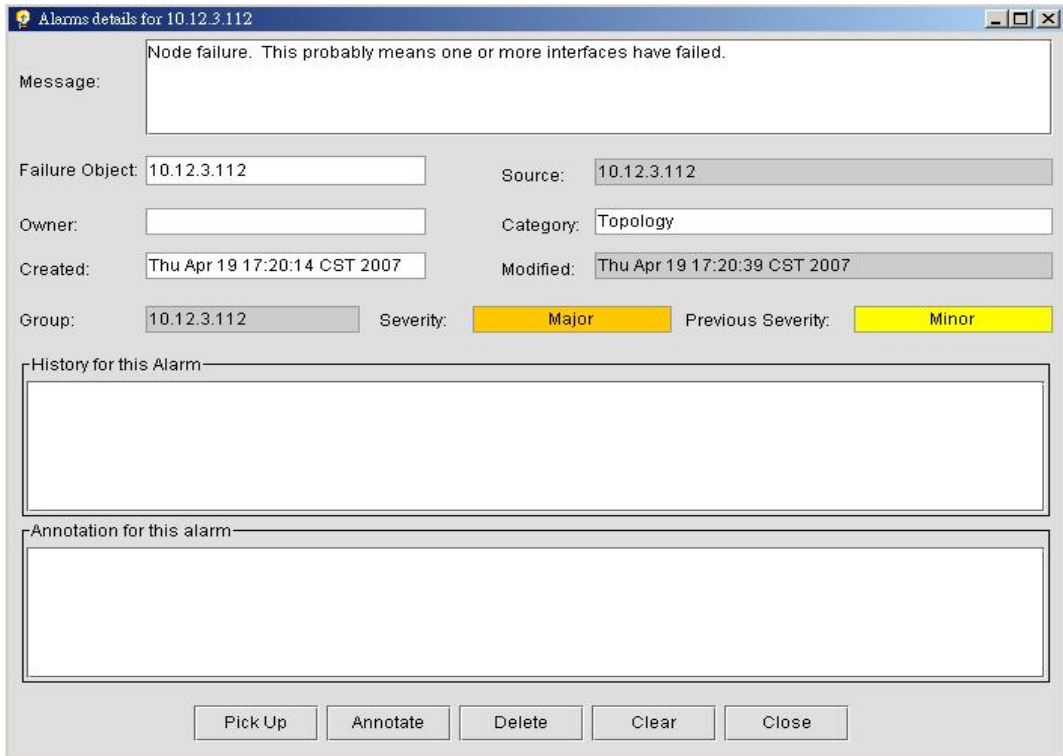 Alarms details for 10.12.3.112
Message:
Node failure.  This probably means one or more interfaces have failed.
Failure Object: 10.12.3.112
Source: 10.12.3.112
Owner:
Category: Topology
Created: Thu Apr 19 17:20:14 CST 2007
Modified: Thu Apr 19 17:20:39 CST 2007
Group: 10.12.3.112 Severity: Major Previous Severity: Minor
History for this Alarm
Annotation for this alarm
Pick Up Annotate Delete Clear Close